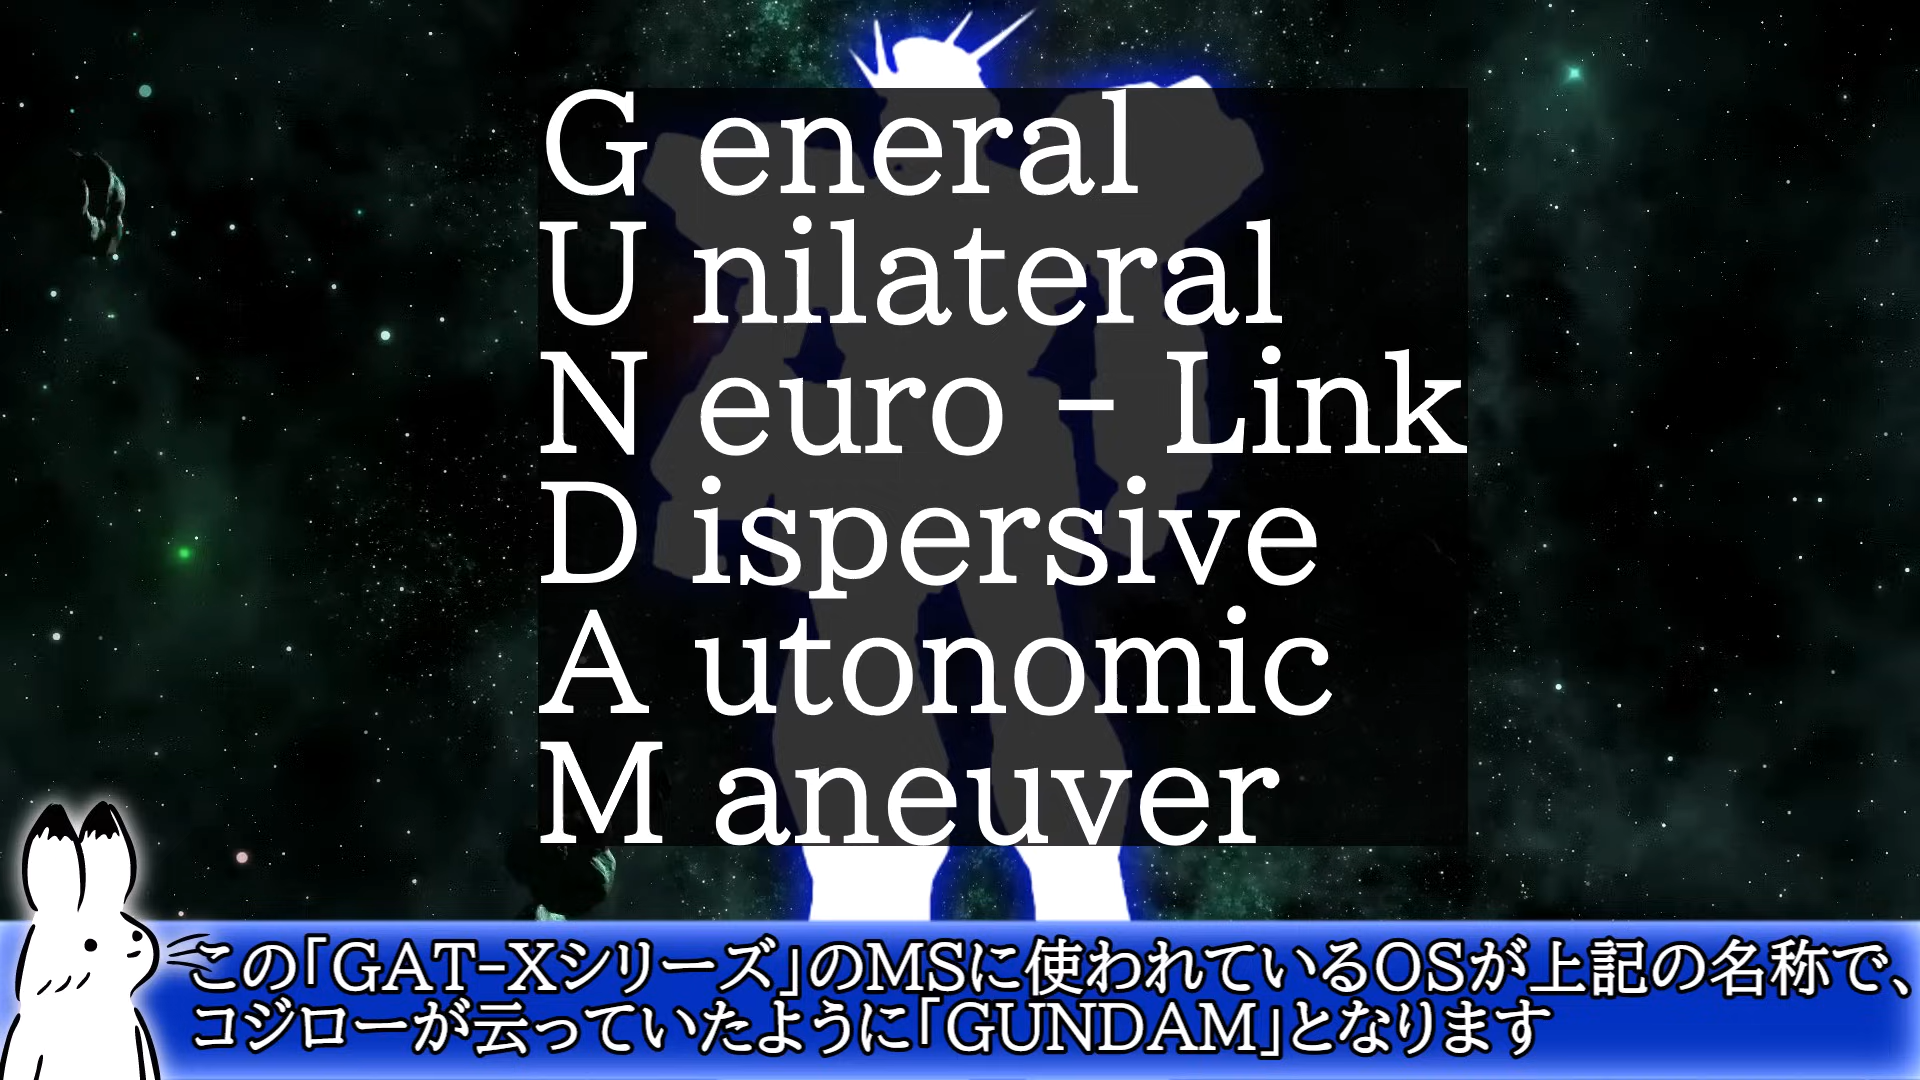 G eneral
U nilateral
N euro - Link
D ispersive
A utonomic
M aneuver
この「GAT-Xシリーズ」のMSに使われているOSが上記の名称で、
コジローが云っていたように「GUNDAM」となります